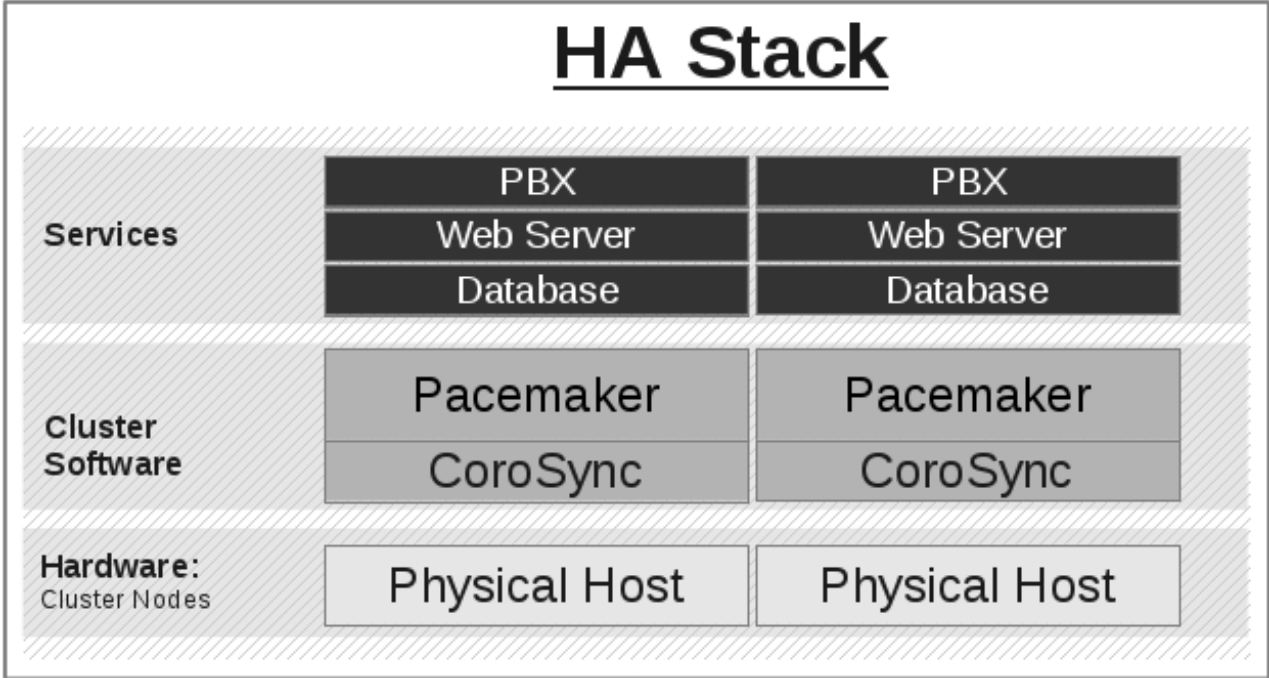 HA Stack
Services
PBX
PBX
Web Server
Web Server
Database
Database
Cluster
Software
Pacemaker
Pacemaker
CoroSync
CoroSync
Hardware:
Cluster Nodes
Physical Host
Physical Host